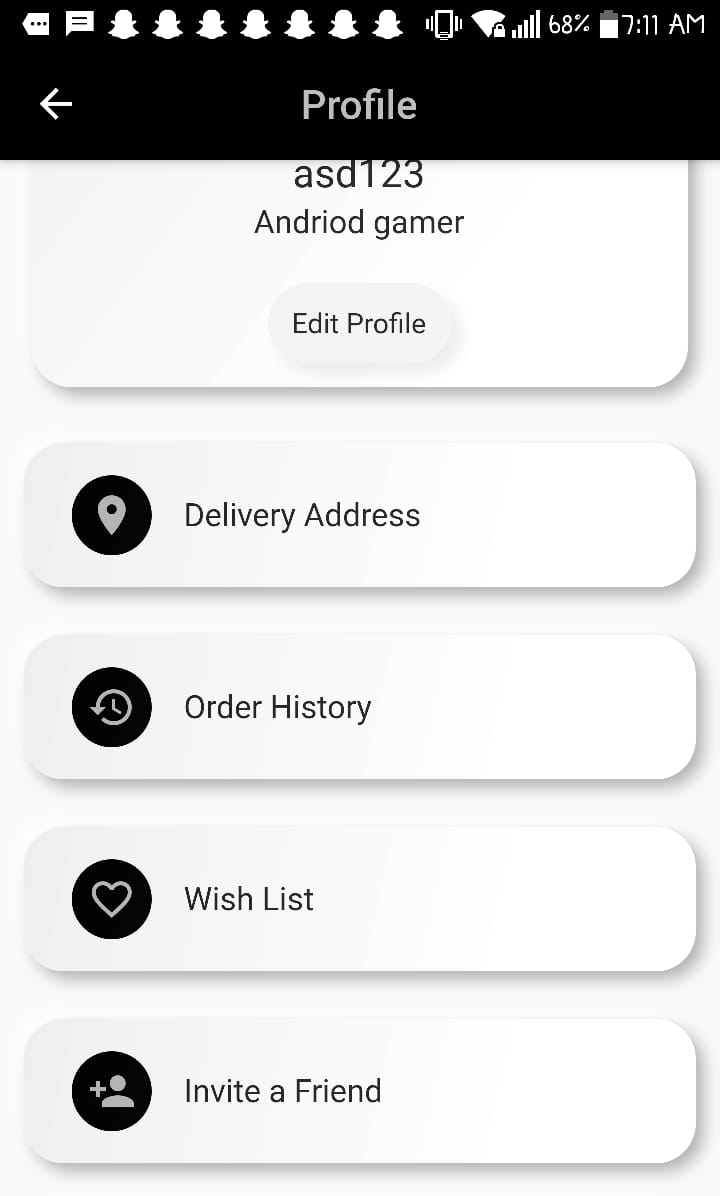 68% 7:11 AM
Profile
asd123
Andriod gamer
Edit Profile
Delivery Address
Order History
Wish List
Invite a Friend